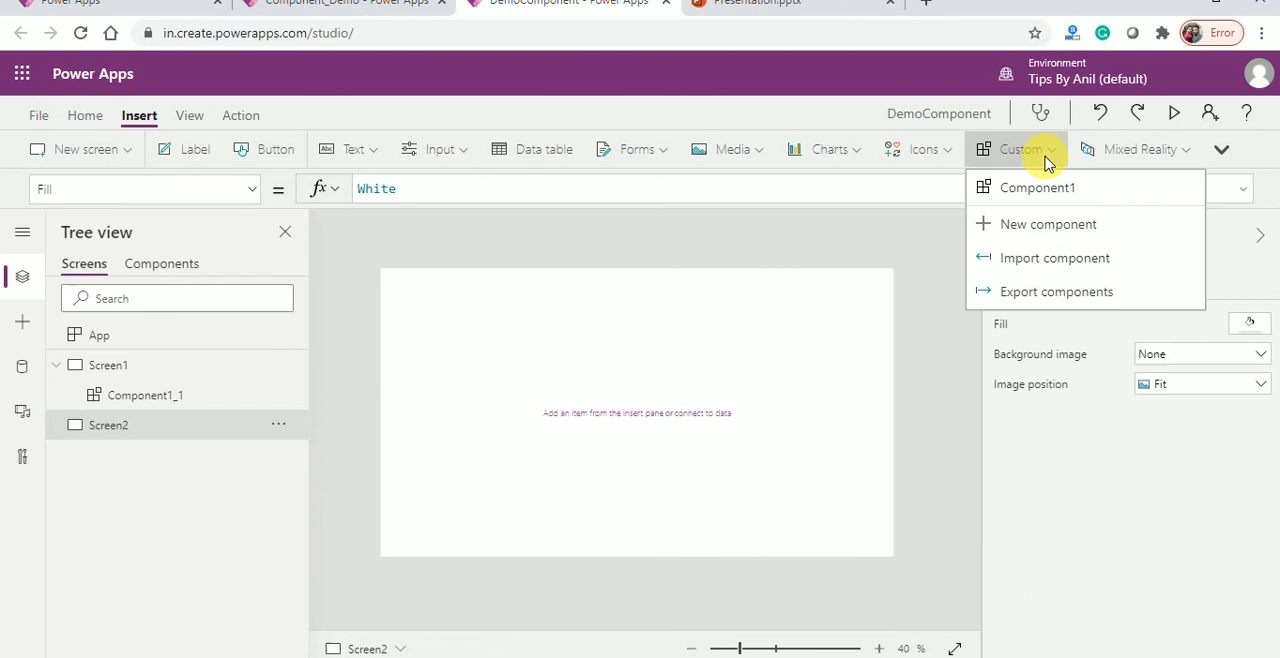 Power Apps
Component_Demo - Power Apps
DemoComponent - Power Apps
Presentation.pptx
in.create.powerapps.com/studio/
Error
Power Apps
Environment
Tips By Anil (default)
File Home Insert View Action
DemoComponent
New screen Label Button Text Input Data table Forms Media Charts Icons Custom Mixed Reality
Fill = fx White
Component1
New component
Import component
Export components
Tree view
Screens Components
Search
App
Screen1
Component1_1
Screen2 ...
Add an item from the insert pane or connect to data
Fill
Background image None
Image position Fit
Screen2 40 %